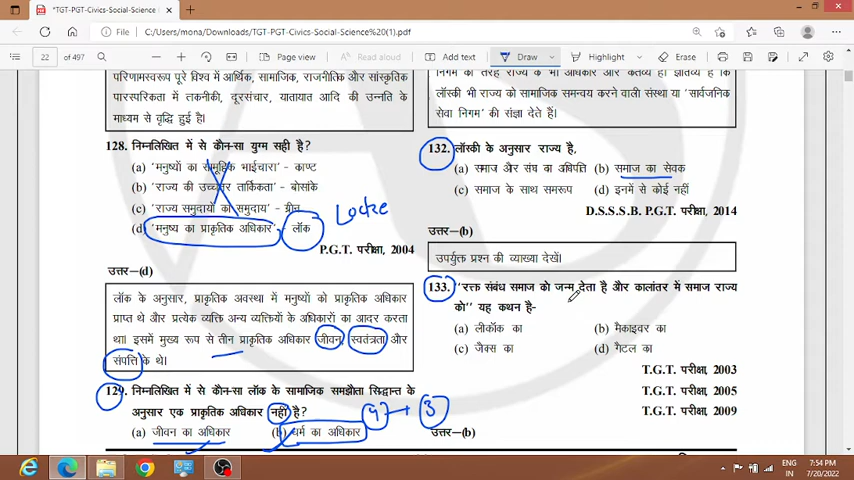 *TGT-PGT-Civics-Social-Science
File
C:/Users/mona/Downloads/TGT-PGT-Civics-Social-Science%20(1).pdf
22
of 497
Page view
Read aloud
Add text
Draw
Highlight
Erase
परिणामस्वरूप पूरे विश्व में आर्थिक, सामाजिक, राजनीतिक और सांस्कृतिक
पारस्परिकता में तकनीकी, दूरसंचार, यातायात आदि की उन्नति के
माध्यम से वृद्धि हुई है।
128. निम्नलिखित में से कौन-सा युग्म सही है?
(a) 'मनुष्यों का समूहिक भाईचारा' - काण्ट
(b) 'राज्य की उच्चतर तार्किकता' - बोसांके
(c) 'राज्य समुदायों का समुदाय' - ग्रीन
(d) 'मनुष्य का प्राकृतिक अधिकार' - लॉक
Locke
P.G.T. परीक्षा, 2004
उत्तर-(d)
लॉक के अनुसार, प्राकृतिक अवस्था में मनुष्यों को प्राकृतिक अधिकार
प्राप्त थे और प्रत्येक व्यक्ति अन्य व्यक्तियों के अधिकारों का आदर करता
था। इसमें मुख्य रूप से तीन प्राकृतिक अधिकार जीवन, स्वतंत्रता और
संपत्ति के थे।
129. निम्नलिखित में से कौन-सा लॉक के सामाजिक समझौता सिद्धान्त के
अनुसार एक प्राकृतिक अधिकार नहीं है?
(a) जीवन का अधिकार (b) धर्म का अधिकार
निगम की तरह राज्य के भी अधिकार और कर्तव्य हैं। ज्ञातव्य है कि
लॉस्की भी राज्य को सामाजिक समन्वय करने वाली संस्था या 'सार्वजनिक
सेवा निगम' की संज्ञा देते हैं।
132. लॉस्की के अनुसार राज्य है,
(a) समाज और संघ का अधिपति (b) समाज का सेवक
(c) समाज के साथ समरूप (d) इनमें से कोई नहीं
D.S.S.S.B. P.G.T. परीक्षा, 2014
उत्तर-(b)
उपर्युक्त प्रश्न की व्याख्या देखें।
133. "रक्त संबंध समाज को जन्म देता है और कालांतर में समाज राज्य
को" यह कथन है-
(a) लीकॉक का (b) मैकाइवर का
(c) जैक्स का (d) गैटल का
T.G.T. परीक्षा, 2003
T.G.T. परीक्षा, 2005
T.G.T. परीक्षा, 2009
उत्तर-(b)
ENG
IN
7:54 PM
7/20/2022